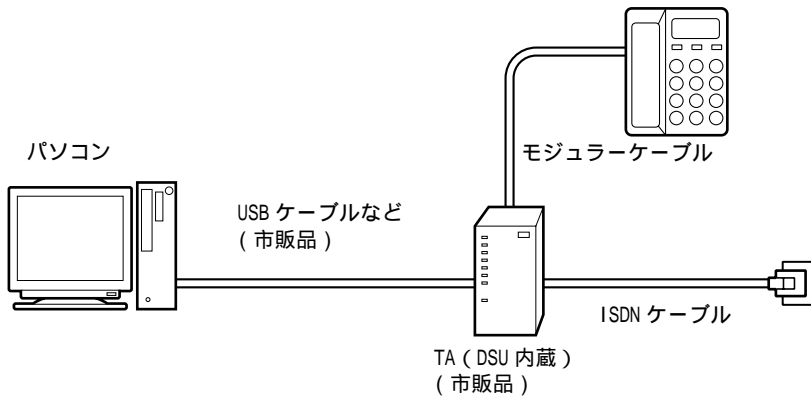 パソコン
モジュラーケーブル
USB ケーブルなど
（市販品）
ISDN ケーブル
TA（DSU 内蔵）
（市販品）